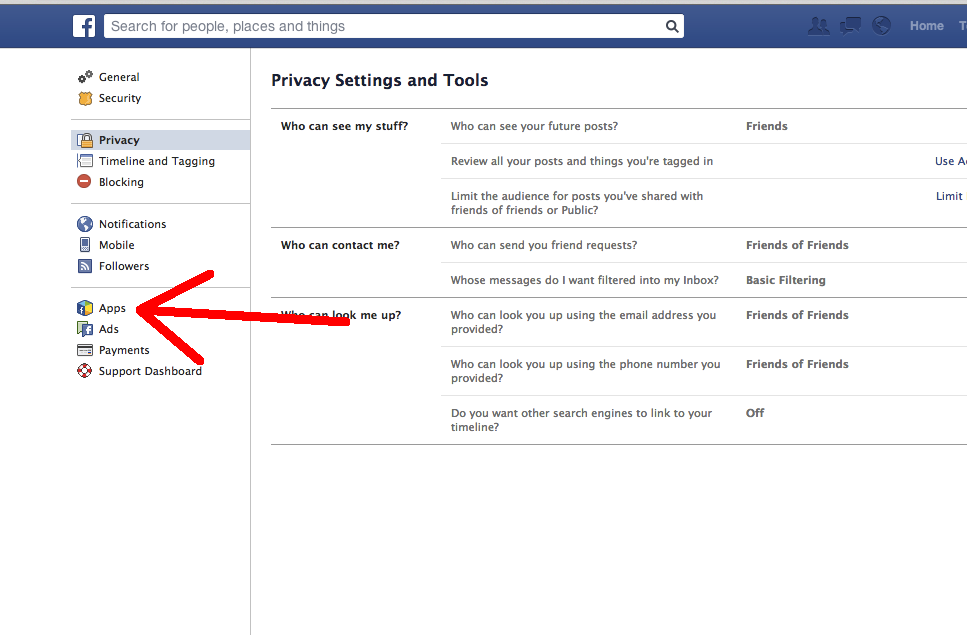 f
Search for people, places and things
Home T
General
Security
Privacy
Timeline and Tagging
Blocking
Notifications
Mobile
Followers
Apps
Ads
Payments
Support Dashboard
Privacy Settings and Tools
Who can see my stuff?
Who can see your future posts?
Friends
Review all your posts and things you're tagged in
Use A
Limit the audience for posts you've shared with
friends of friends or Public?
Limit
Who can contact me?
Who can send you friend requests?
Friends of Friends
Whose messages do I want filtered into my Inbox?
Basic Filtering
Who can look me up?
Who can look you up using the email address you
provided?
Friends of Friends
Who can look you up using the phone number you
provided?
Friends of Friends
Do you want other search engines to link to your
timeline?
Off